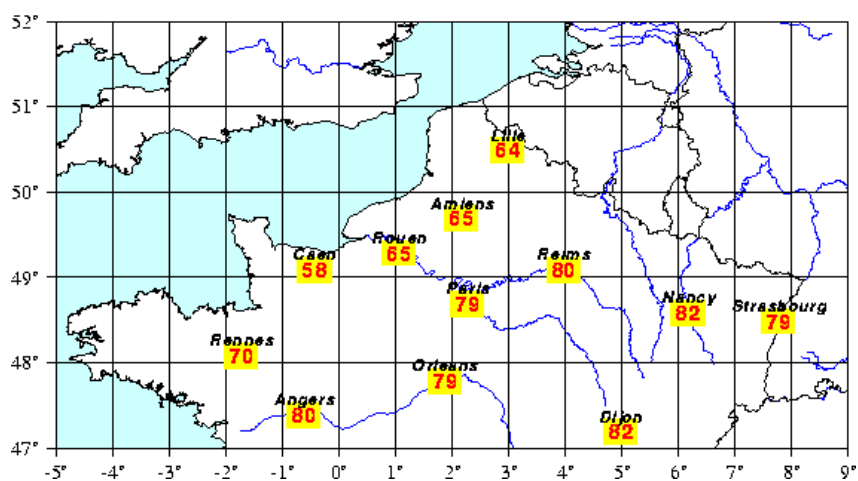 52°
51°
Lille
64
50°
Amiens
65
Rouen
65
Caen
58
Reims
80
49°
Paris
79
Nancy
82
Strasbourg
79
Rennes
70
48°
Orleans
79
Angers
80
Dijon
82
47°
-5° -4° -3° -2° -1° 0° 1° 2° 3° 4° 5° 6° 7° 8° 9°